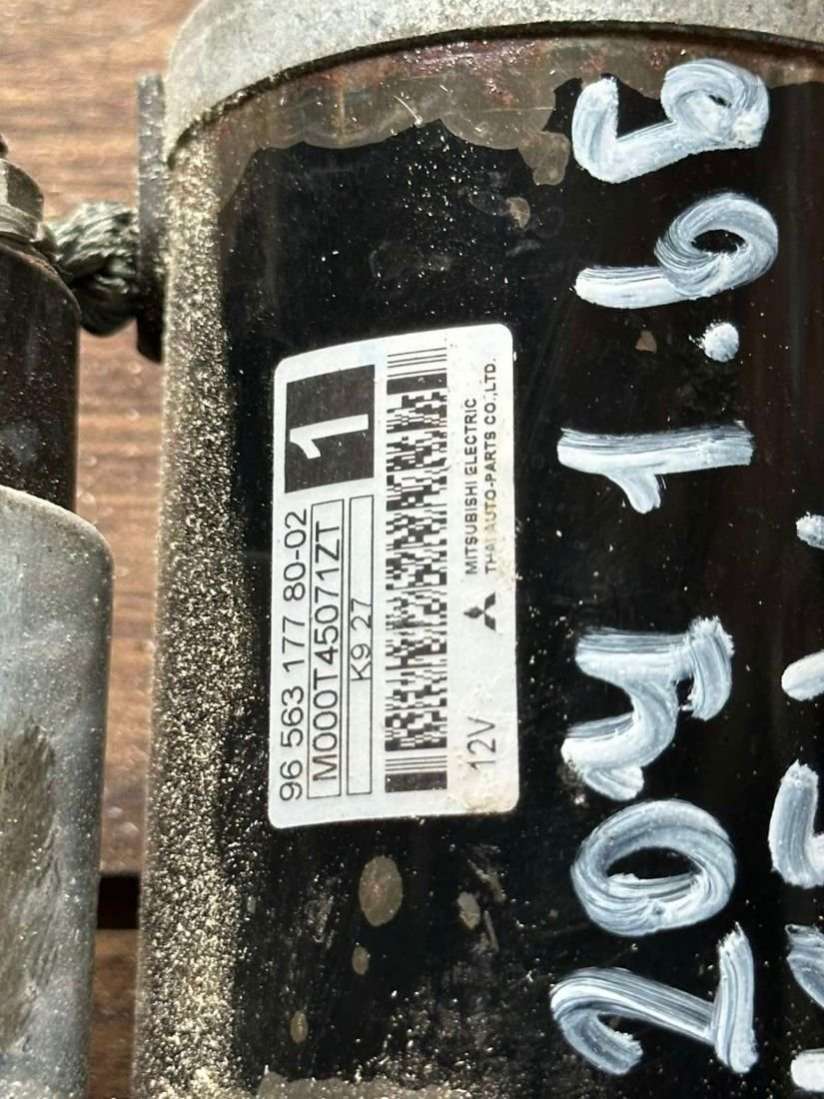 96 563 177 80-02 1
M000T45071ZT
K9 27
12V MITSUBISHI ELECTRIC
THAI AUTO-PARTS CO.,LTD.
204 1.6